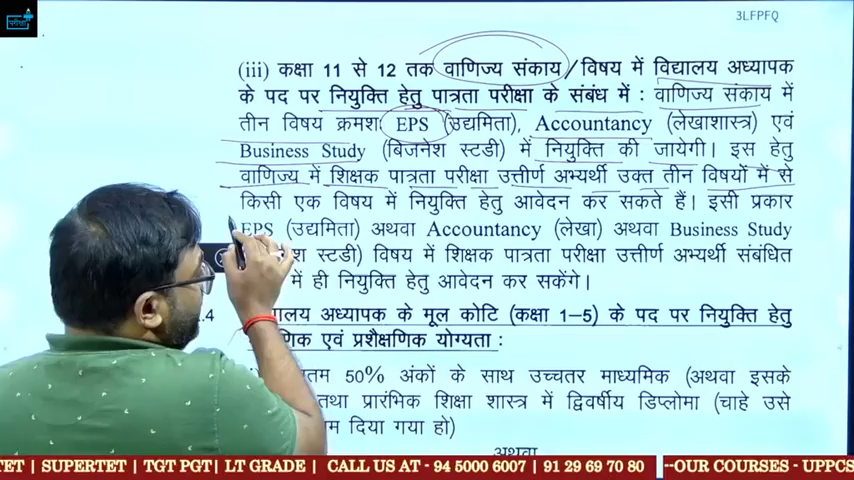 परीक्षा
3LFPFQ
(iii) कक्षा 11 से 12 तक वाणिज्य संकाय/विषय में विद्यालय अध्यापक
के पद पर नियुक्ति हेतु पात्रता परीक्षा के संबंध में : वाणिज्य संकाय में
तीन विषय क्रमश EPS (उद्यमिता), Accountancy (लेखाशास्त्र) एवं
Business Study (बिजनेश स्टडी) में नियुक्ति की जायेगी। इस हेतु
वाणिज्य में शिक्षक पात्रता परीक्षा उत्तीर्ण अभ्यर्थी उक्त तीन विषयों में से
किसी एक विषय में नियुक्ति हेतु आवेदन कर सकते हैं। इसी प्रकार
EPS (उद्यमिता) अथवा Accountancy (लेखा) अथवा Business Study
स्टडी) विषय में शिक्षक पात्रता परीक्षा उत्तीर्ण अभ्यर्थी संबंधित
में ही नियुक्ति हेतु आवेदन कर सकेंगे।
.4 अध्यापक के मूल कोटि (कक्षा 1–5) के पद पर नियुक्ति हेतु
एवं प्रशैक्षणिक योग्यता :
50% अंकों के साथ उच्चतर माध्यमिक (अथवा इसके
तथा प्रारंभिक शिक्षा शास्त्र में द्विवर्षीय डिप्लोमा (चाहे उसे
दिया गया हो)
अथवा
TET | SUPERTET | TGT PGT| LT GRADE | CALL US AT - 94 5000 6007 | 91 29 69 70 80 --OUR COURSES - UPPCS